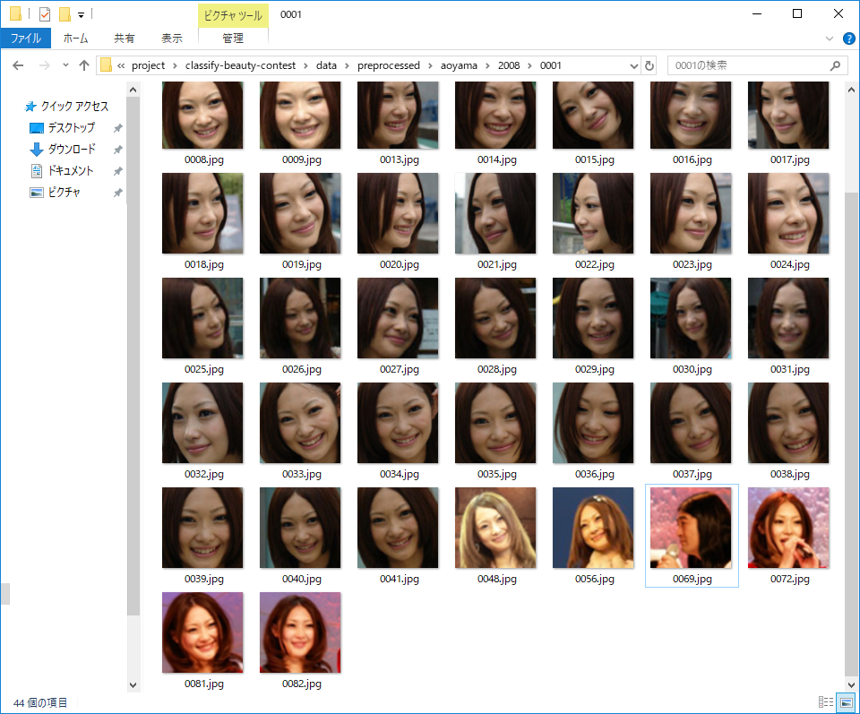 ピクチャ ツール
0001
ファイル
ホーム
共有
表示
管理
« project › classify-beauty-contest › data › preprocessed › aoyama › 2008 › 0001
0001の検索
クイック アクセス
デスクトップ
ダウンロード
ドキュメント
ピクチャ
0008.jpg 0009.jpg 0013.jpg 0014.jpg 0015.jpg 0016.jpg 0017.jpg
0018.jpg 0019.jpg 0020.jpg 0021.jpg 0022.jpg 0023.jpg 0024.jpg
0025.jpg 0026.jpg 0027.jpg 0028.jpg 0029.jpg 0030.jpg 0031.jpg
0032.jpg 0033.jpg 0034.jpg 0035.jpg 0036.jpg 0037.jpg 0038.jpg
0039.jpg 0040.jpg 0041.jpg 0048.jpg 0056.jpg 0069.jpg 0072.jpg
0081.jpg 0082.jpg
44 個の項目